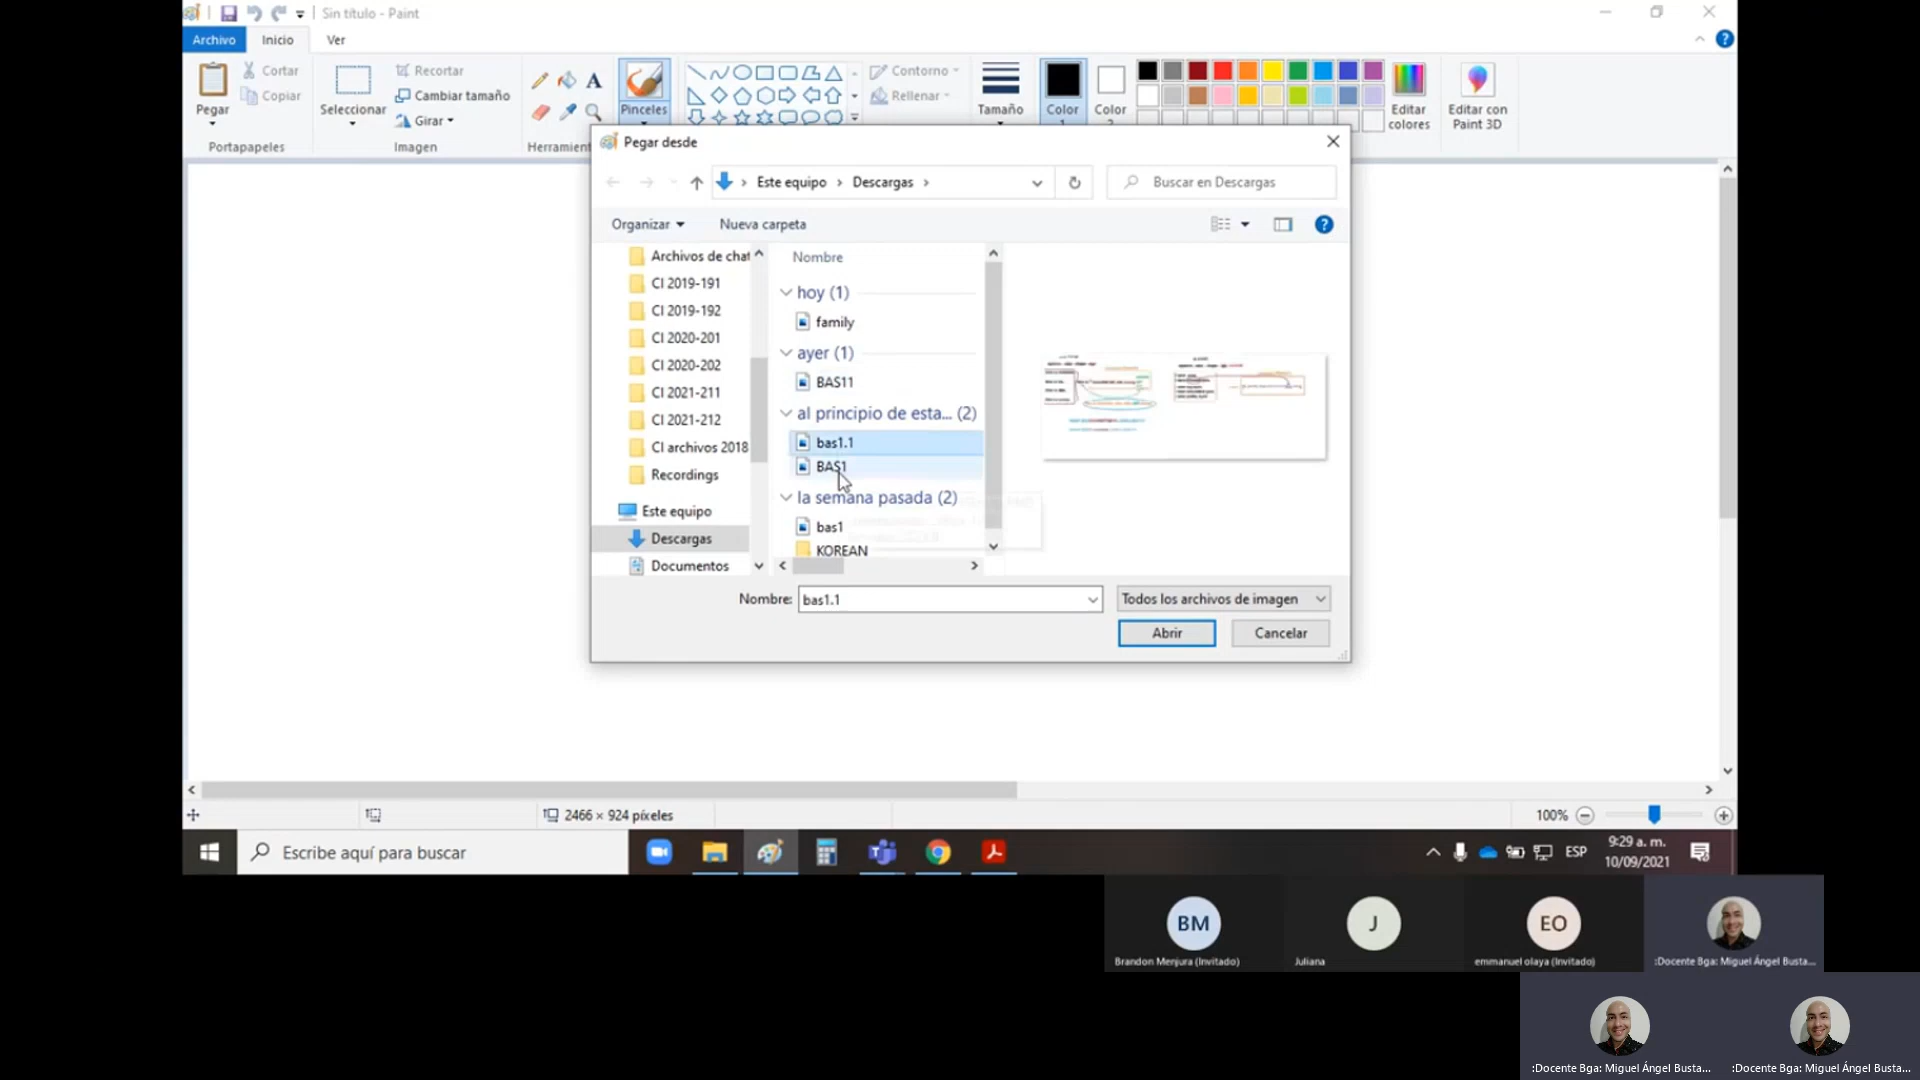 Sin título - Paint
Archivo Inicio Ver
Pegar Cortar Copiar Portapapeles
Seleccionar Recortar Cambiar tamaño Girar Imagen
A
Pinceles
Contorno Rellenar
Tamaño
Color 1
Color 2
Editar colores
Editar con Paint 3D
Pegar desde
Este equipo > Descargas >
Buscar en Descargas
Organizar Nueva carpeta
Archivos de chat
CI 2019-191
CI 2019-192
CI 2020-201
CI 2020-202
CI 2021-211
CI 2021-212
CI archivos 2018
Recordings
Este equipo
Descargas
Documentos
Nombre
hoy (1)
family
ayer (1)
BAS11
al principio de esta... (2)
bas1.1
BAS1
la semana pasada (2)
bas1
KOREAN
Nombre: bas1.1 Todos los archivos de imagen
Abrir Cancelar
2466 × 924 píxeles 100%
Escribe aquí para buscar
ESP 9:29 a. m.
10/09/2021
BM J EO
Brandon Menjura (Invitado) Juliana emmanuel olaya (Invitado) :Docente Bga: Miguel Ángel Busta...
:Docente Bga: Miguel Ángel Busta... :Docente Bga: Miguel Ángel Busta...